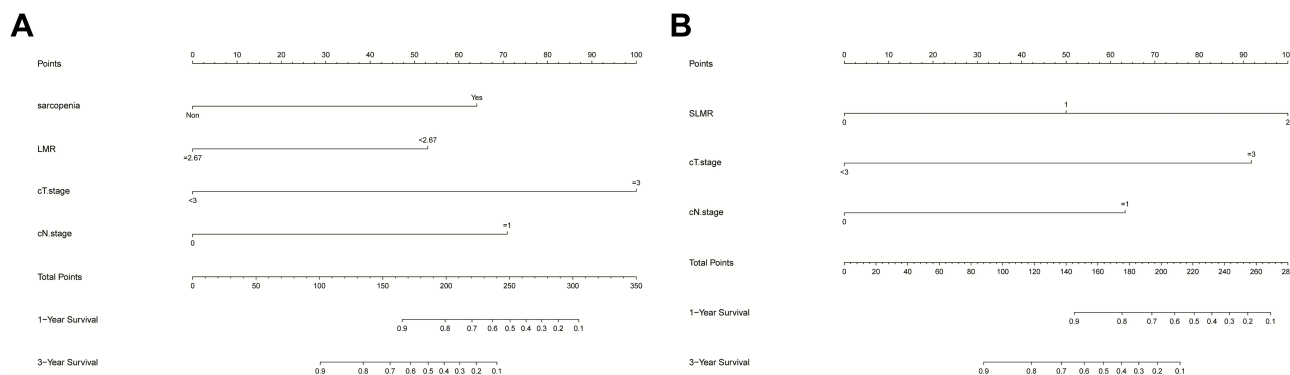 A
Points
0 10 20 30 40 50 60 70 80 90 100
sarcopenia
Yes
Non
LMR
<2.67
=2.67
cT.stage
=3
<3
cN.stage
=1
0
Total Points
0 50 100 150 200 250 300 350
1−Year Survival
0.9 0.8 0.7 0.6 0.5 0.4 0.3 0.2 0.1
3−Year Survival
0.9 0.8 0.7 0.6 0.5 0.4 0.3 0.2 0.1
B
Points
0 10 20 30 40 50 60 70 80 90 10
SLMR
1
0 2
cT.stage
=3
<3
cN.stage
=1
0
Total Points
0 20 40 60 80 100 120 140 160 180 200 220 240 260 28
1−Year Survival
0.9 0.8 0.7 0.6 0.5 0.4 0.3 0.2 0.1
3−Year Survival
0.9 0.8 0.7 0.6 0.5 0.4 0.3 0.2 0.1